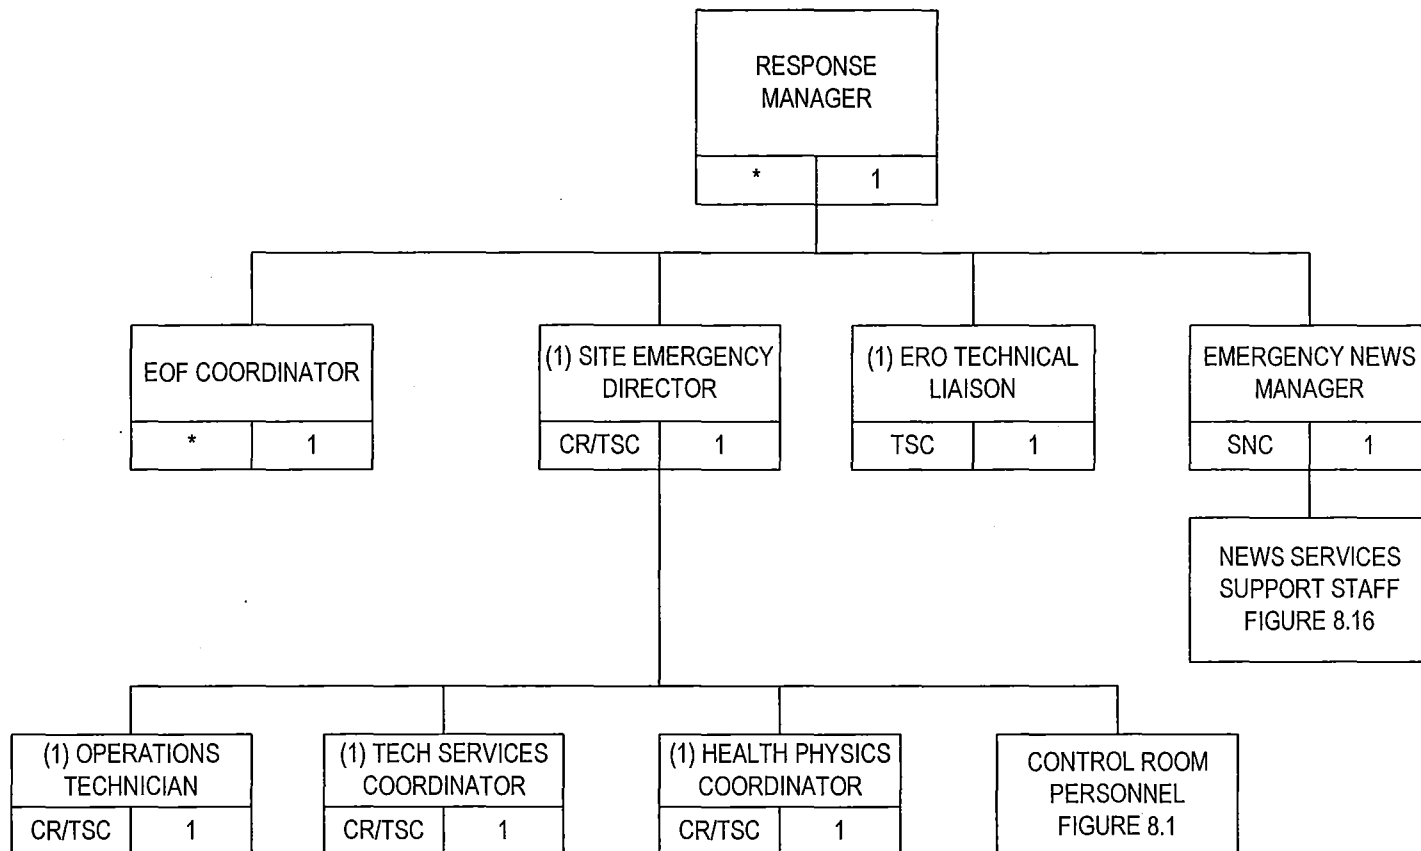 RESPONSE
MANAGER
*
1
EOF COORDINATOR
*
1
(1) SITE EMERGENCY
DIRECTOR
CR/TSC
1
(1) ERO TECHNICAL
LIAISON
TSC
1
EMERGENCY NEWS
MANAGER
SNC
1
NEWS SERVICES
SUPPORT STAFF
FIGURE 8.16
(1) OPERATIONS
TECHNICIAN
CR/TSC
1
(1) TECH SERVICES
COORDINATOR
CR/TSC
1
(1) HEALTH PHYSICS
COORDINATOR
CR/TSC
1
CONTROL ROOM
PERSONNEL
FIGURE 8.1